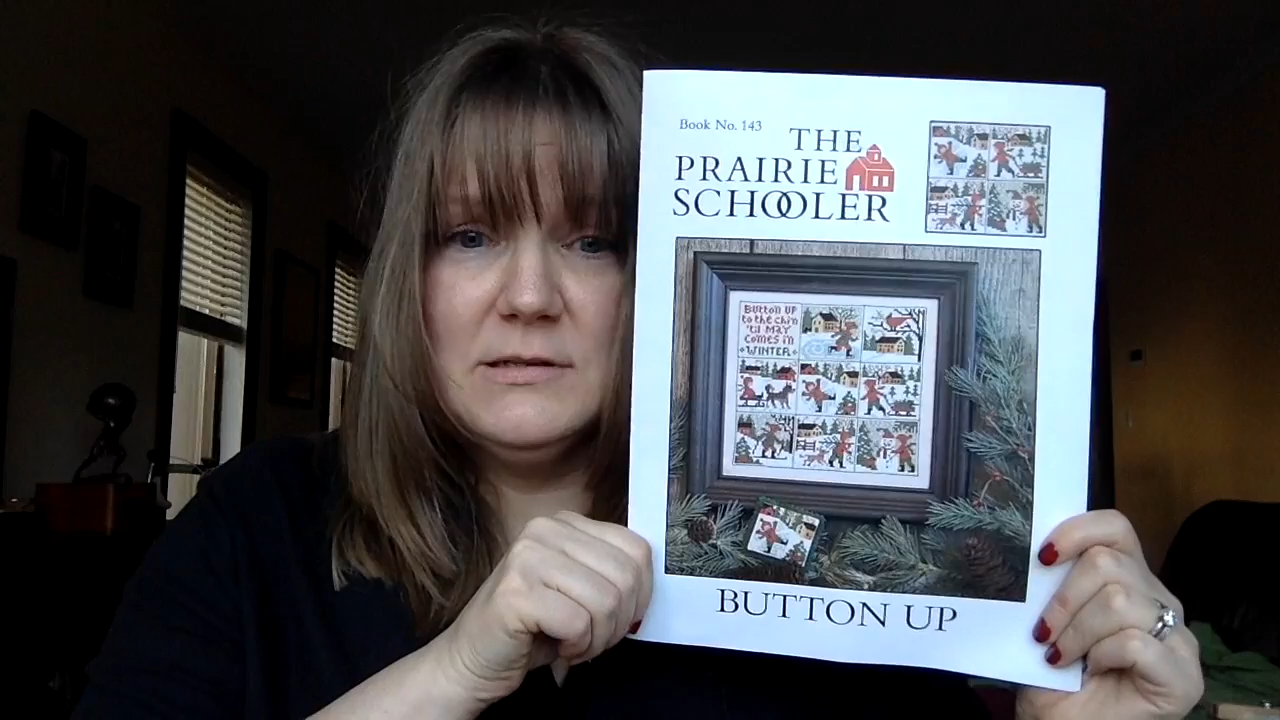 Book No. 143
THE
PRAIRIE
SCHOOLER
Button UP
to the chin
'til MAY
Comes in
WINTER
BUTTON UP